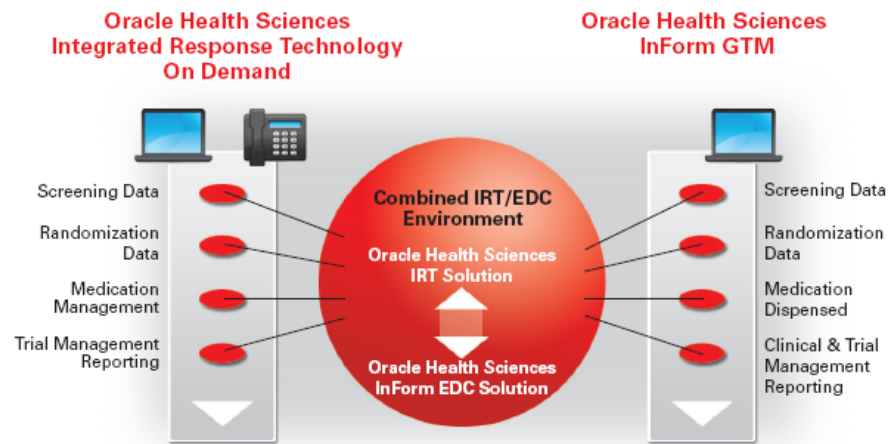 Oracle Health Sciences
Integrated Response Technology
On Demand
Oracle Health Sciences
InForm GTM
Screening Data
Randomization
Data
Medication
Management
Trial Management
Reporting
Combined IRT/EDC
Environment
Oracle Health Sciences
IRT Solution
Oracle Health Sciences
InForm EDC Solution
Screening Data
Randomization
Data
Medication
Dispensed
Clinical & Trial
Management
Reporting